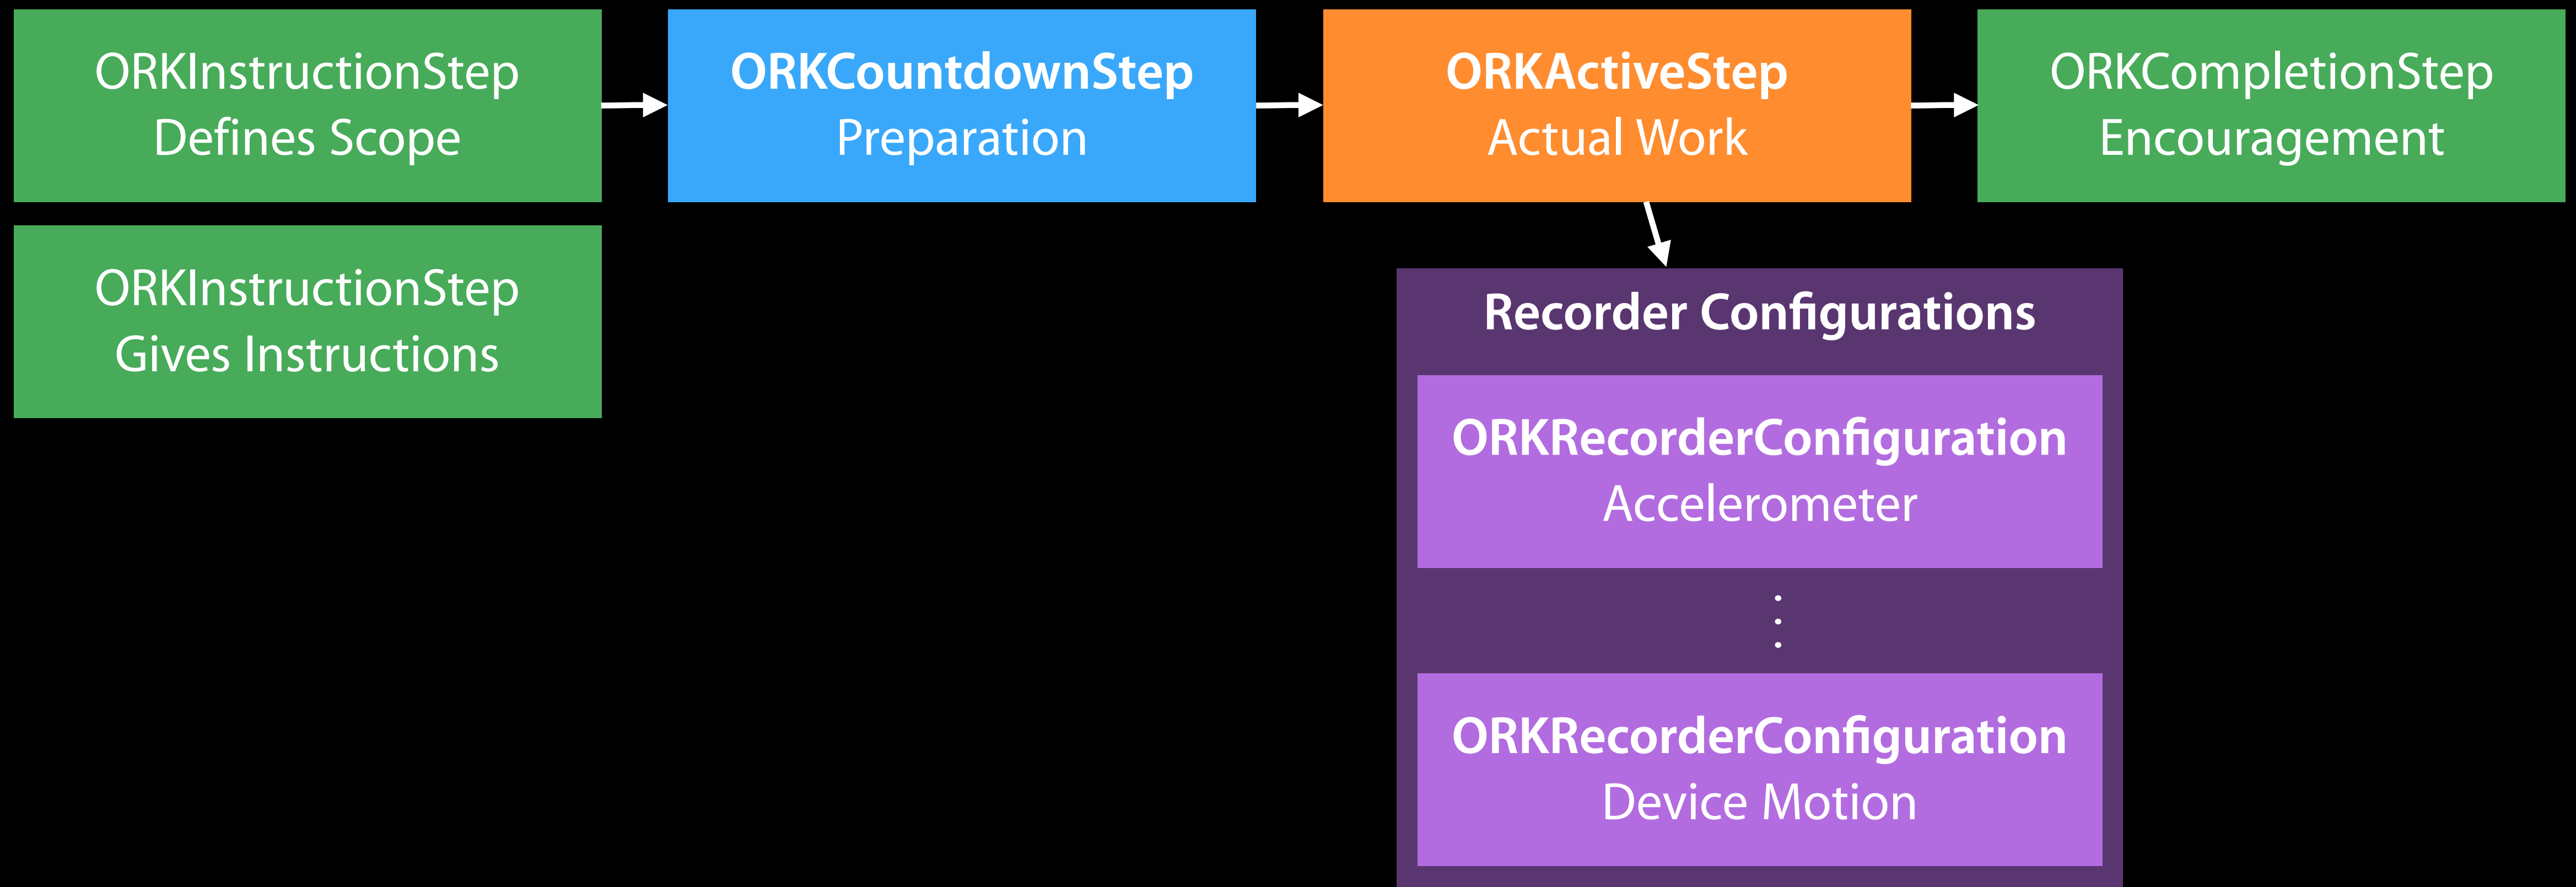 ORKInstructionStep
Defines Scope
ORKInstructionStep
Gives Instructions
ORKCountdownStep
Preparation
ORKActiveStep
Actual Work
ORKCompletionStep
Encouragement
Recorder Configurations
ORKRecorderConfiguration
Accelerometer
ORKRecorderConfiguration
Device Motion